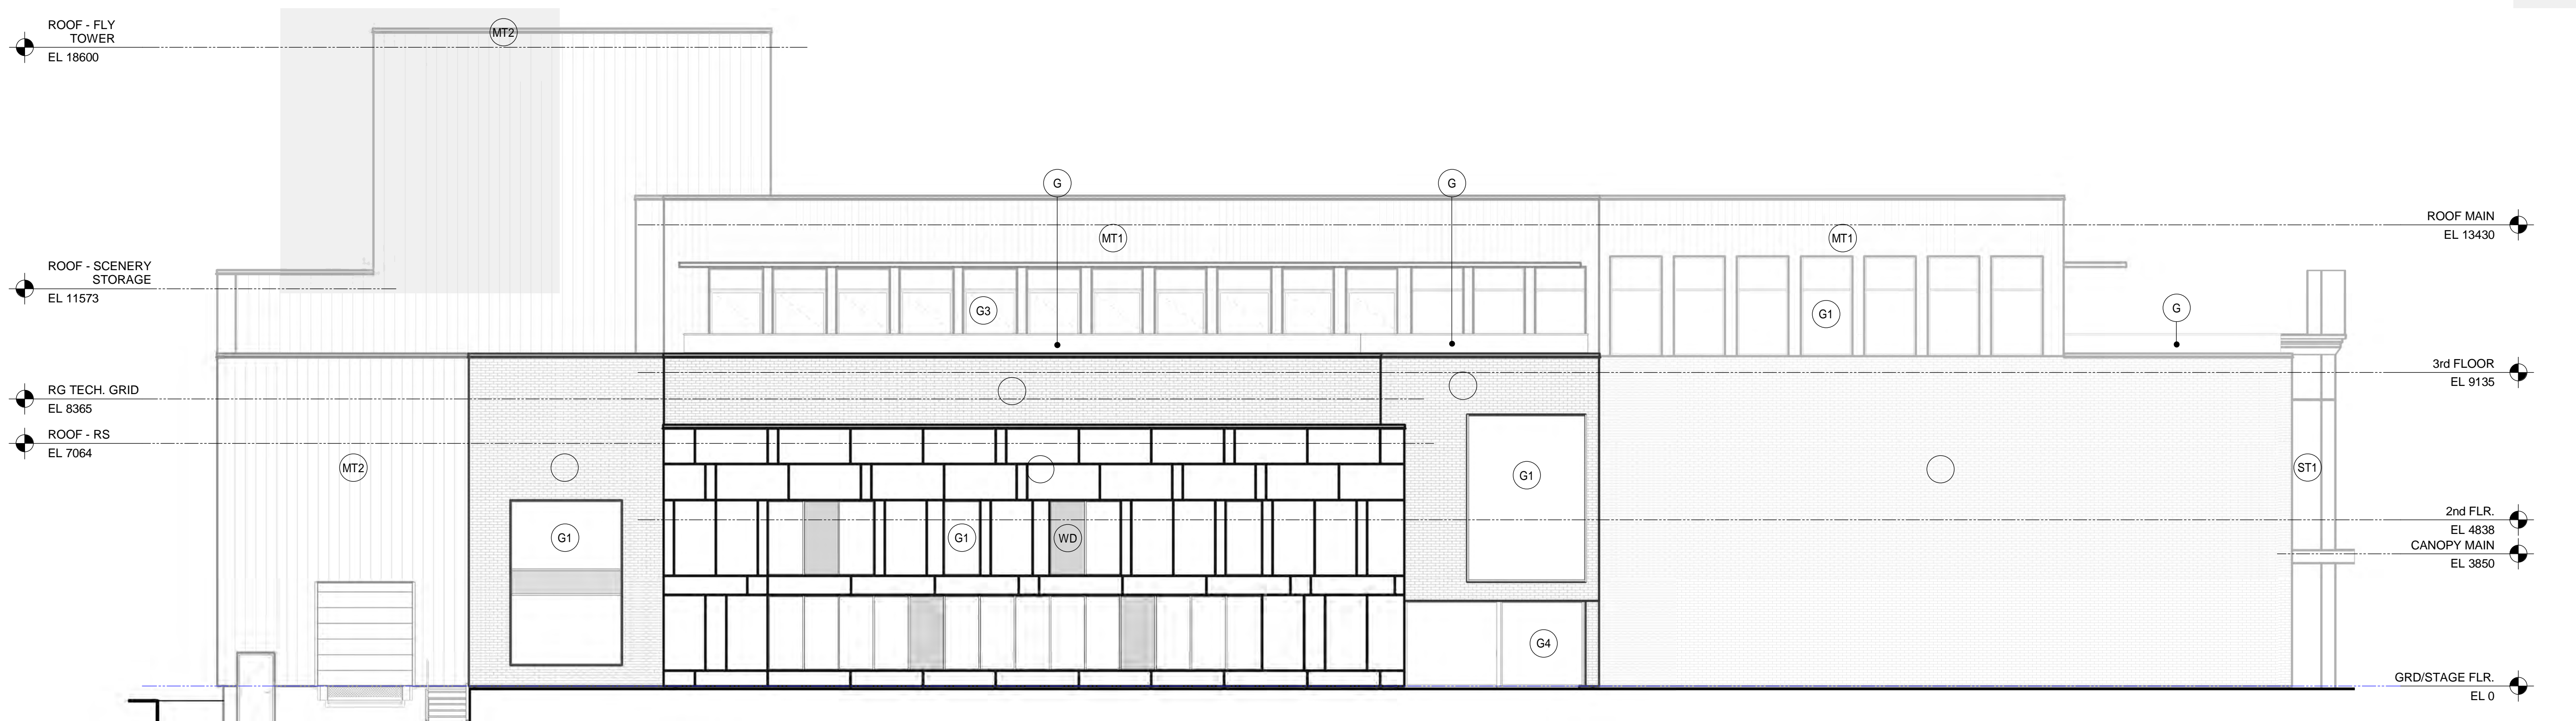 ROOF - FLY
TOWER
EL 18600
MT2
G
G
ROOF MAIN
EL 13430
MT1
MT1
ROOF - SCENERY
STORAGE
EL 11573
G3
G1
G
3rd FLOOR
EL 9135
RG TECH. GRID
EL 8365
ROOF - RS
EL 7064
MT2
G1
ST1
2nd FLR.
EL 4838
G1
G1
WD
CANOPY MAIN
EL 3850
G4
GRD/STAGE FLR.
EL 0